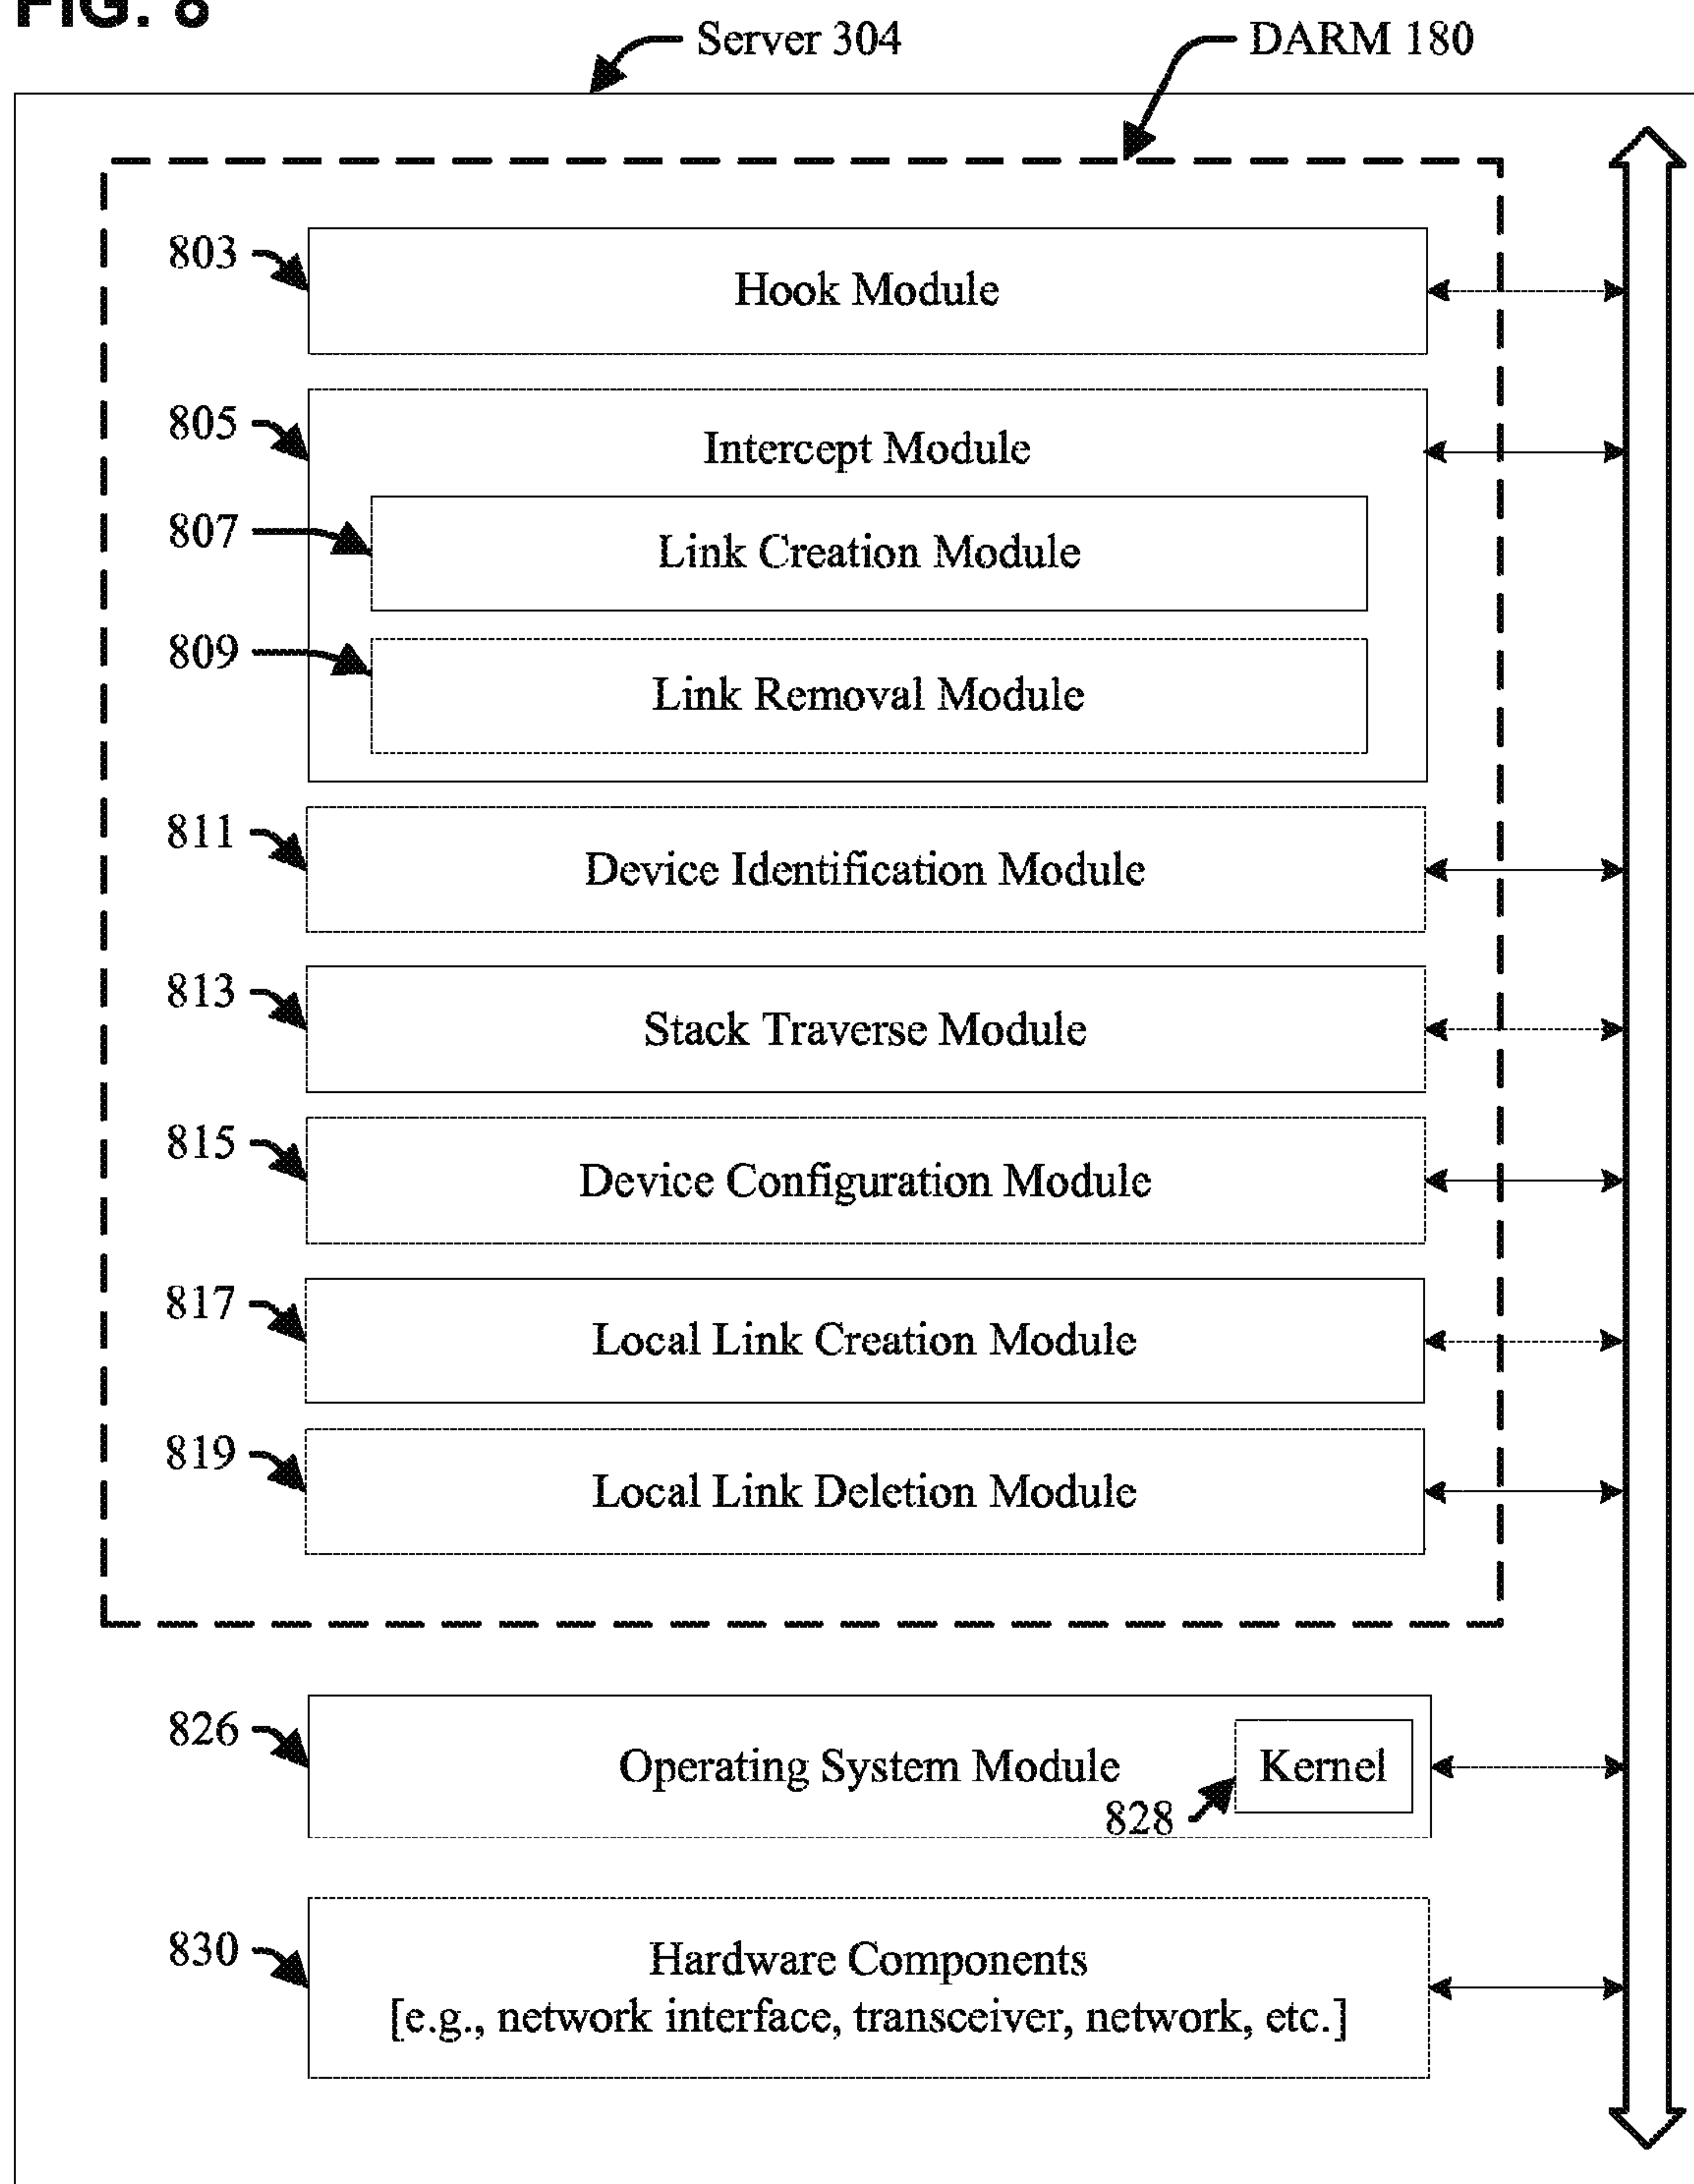 FIG. 8
Server 304
DARM 180
803
Hook Module
805
Intercept Module
807
Link Creation Module
809
Link Removal Module
811
Device Identification Module
813
Stack Traverse Module
815
Device Configuration Module
817
Local Link Creation Module
819
Local Link Deletion Module
826
Operating System Module
Kernel
828
830
Hardware Components
[e.g., network interface, transceiver, network, etc.]